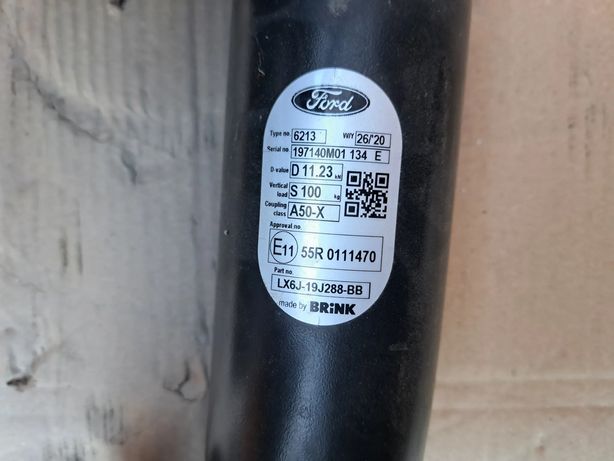 Ford
Type no. 6213 W/Y 26/'20
Serial no. 197140M01 134 E
D-value D 11.23 kN
Vertical load S 100 kg
Coupling class A50-X
Approval no.
E11 55R 0111470
Part no
LX6J-19J288-BB
made by BRiNK